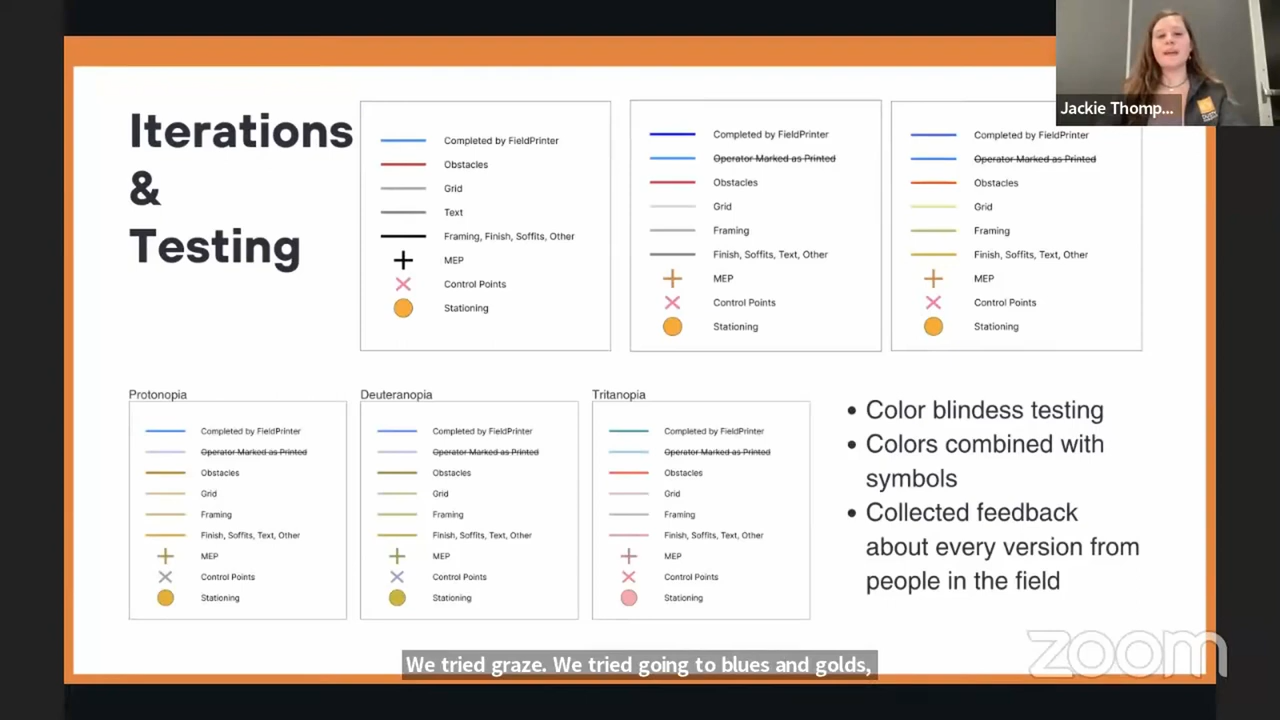 Jackie Thomp...
Iterations
&
Testing
Completed by FieldPrinter
Obstacles
Grid
Text
Framing, Finish, Soffits, Other
MEP
Control Points
Stationing
Completed by FieldPrinter
Operator Marked as Printed
Obstacles
Grid
Framing
Finish, Soffits, Text, Other
MEP
Control Points
Stationing
Completed by FieldPrinter
Operator Marked as Printed
Obstacles
Grid
Framing
Finish, Soffits, Text, Other
MEP
Control Points
Stationing
Protonopia
Completed by FieldPrinter
Operator Marked as Printed
Obstacles
Grid
Framing
Finish, Soffits, Text, Other
MEP
Control Points
Stationing
Deuteranopia
Completed by FieldPrinter
Operator Marked as Printed
Obstacles
Grid
Framing
Finish, Soffits, Text, Other
MEP
Control Points
Stationing
Tritanopia
Completed by FieldPrinter
Operator Marked as Printed
Obstacles
Grid
Framing
Finish, Soffits, Text, Other
MEP
Control Points
Stationing
• Color blindess testing
• Colors combined with
symbols
• Collected feedback
about every version from
people in the field
zoom
We tried graze. We tried going to blues and golds,